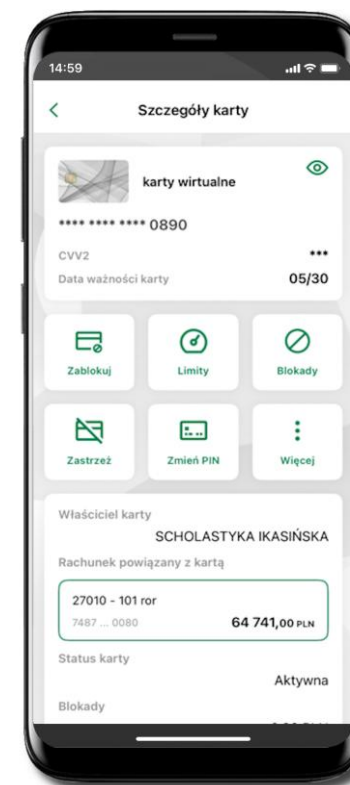 14:59
Szczegóły karty
karty wirtualne
**** **** **** 0890
CVV2 ***
Data ważności karty 05/30
Zablokuj Limity Blokady
Zastrzeż Zmień PIN Więcej
Właściciel karty
SCHOLASTYKA IKASIŃSKA
Rachunek powiązany z kartą
27010 - 101 ror
7487 ... 0080 64 741,00 PLN
Status karty
Aktywna
Blokady